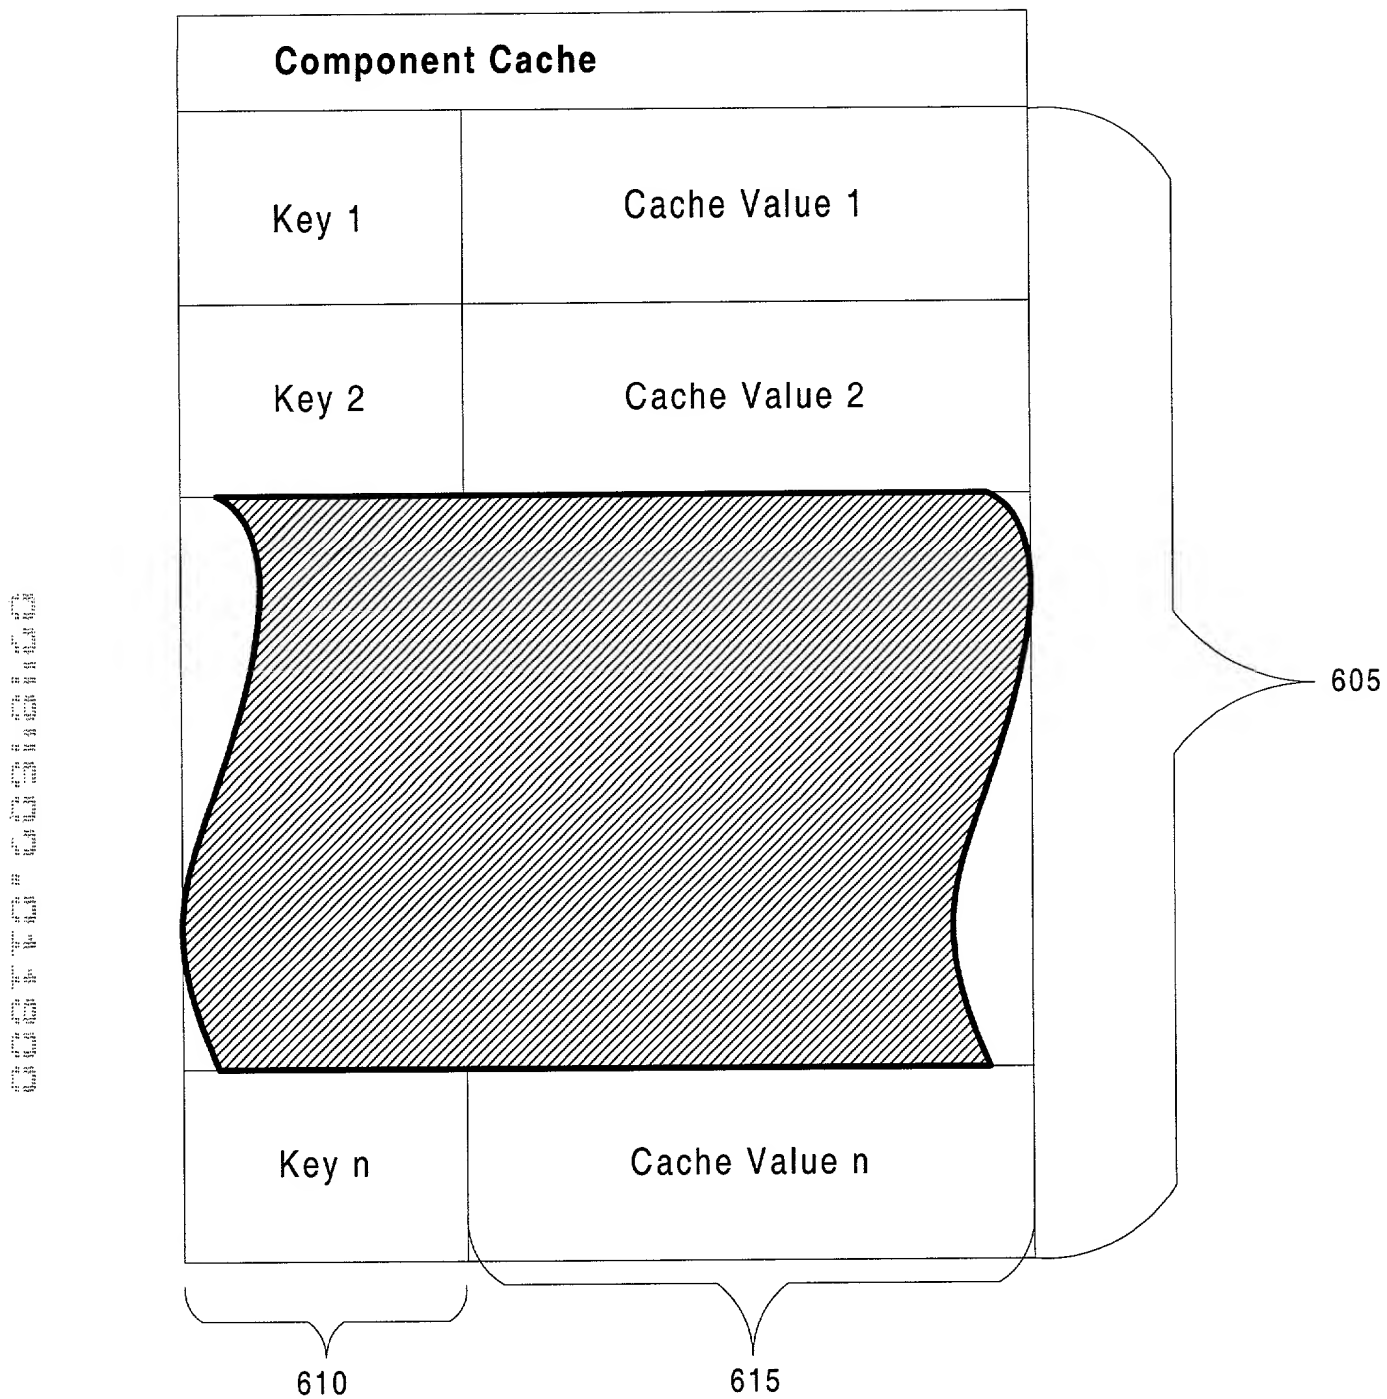 Component Cache
Key 1
Cache Value 1
Key 2
Cache Value 2
605
Key n
Cache Value n
610
615